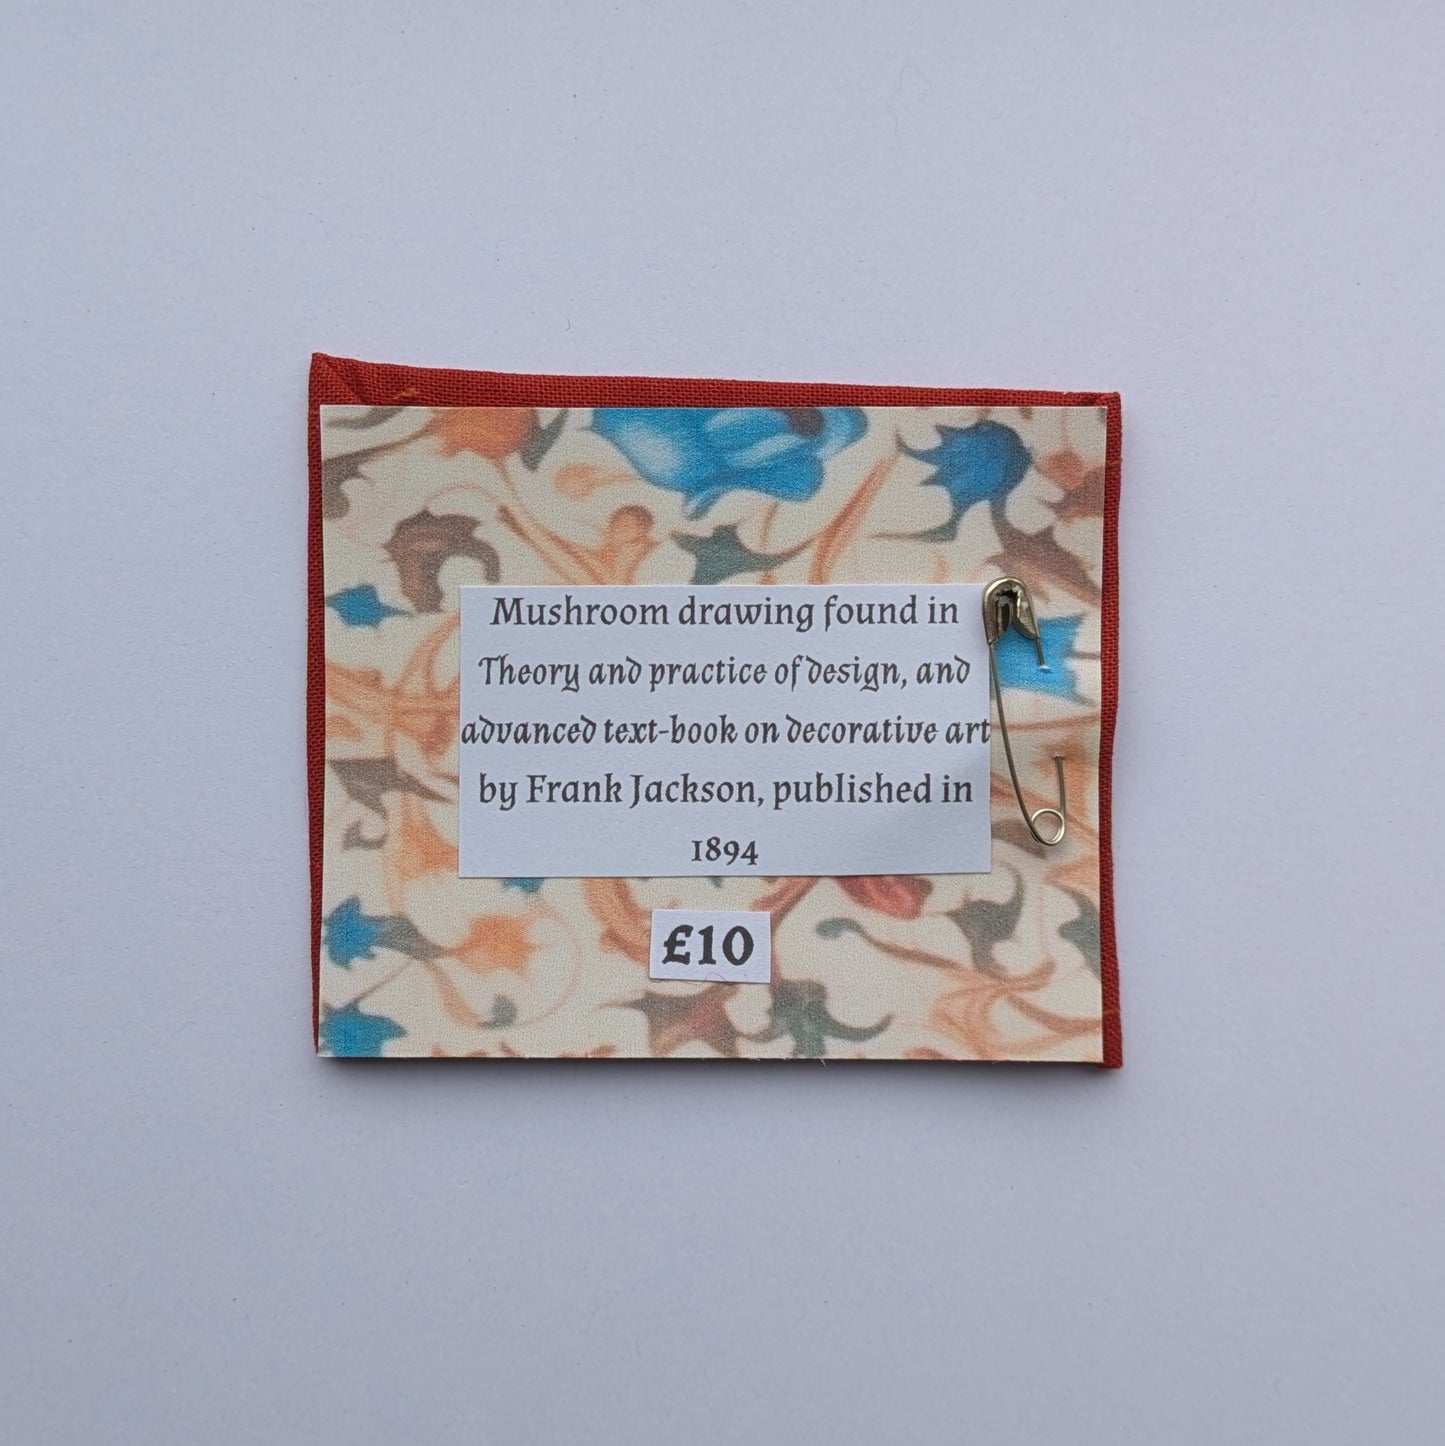 Mushroom drawing found in
Theory and practice of design, and
advanced text-book on decorative art
by Frank Jackson, published in
1894
£10